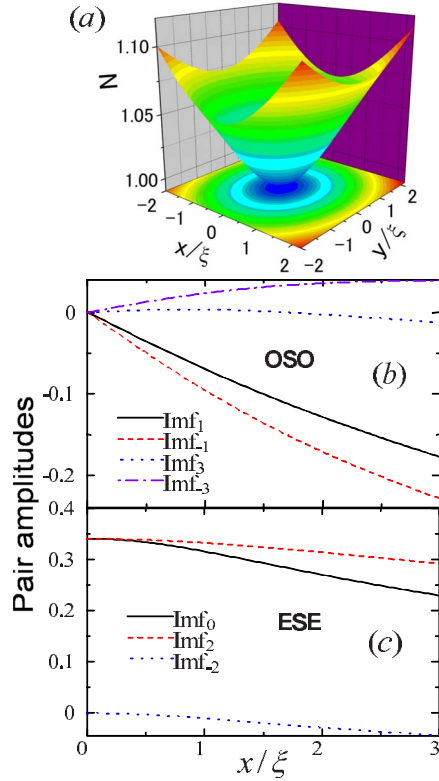 (a)
N
1.10
1.05
1.00
-2
-1
0
1
2
x/ξ
-2
-1
0
1
2
y/ξ
Pair amplitudes
0
-0.1
-0.2
OSO
(b)
Imf1
Imf-1
Imf3
Imf-3
0.4
0.3
0.2
0.1
0
ESE
(c)
Imf0
Imf2
Imf-2
0
1
2
3
x/ξ